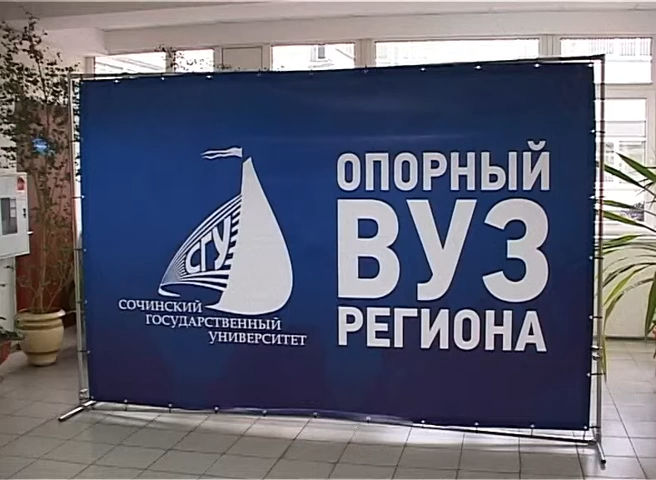 СГУ
СОЧИНСКИЙ
ГОСУДАРСТВЕННЫЙ
УНИВЕРСИТЕТ
ОПОРНЫЙ
ВУЗ
РЕГИОНА